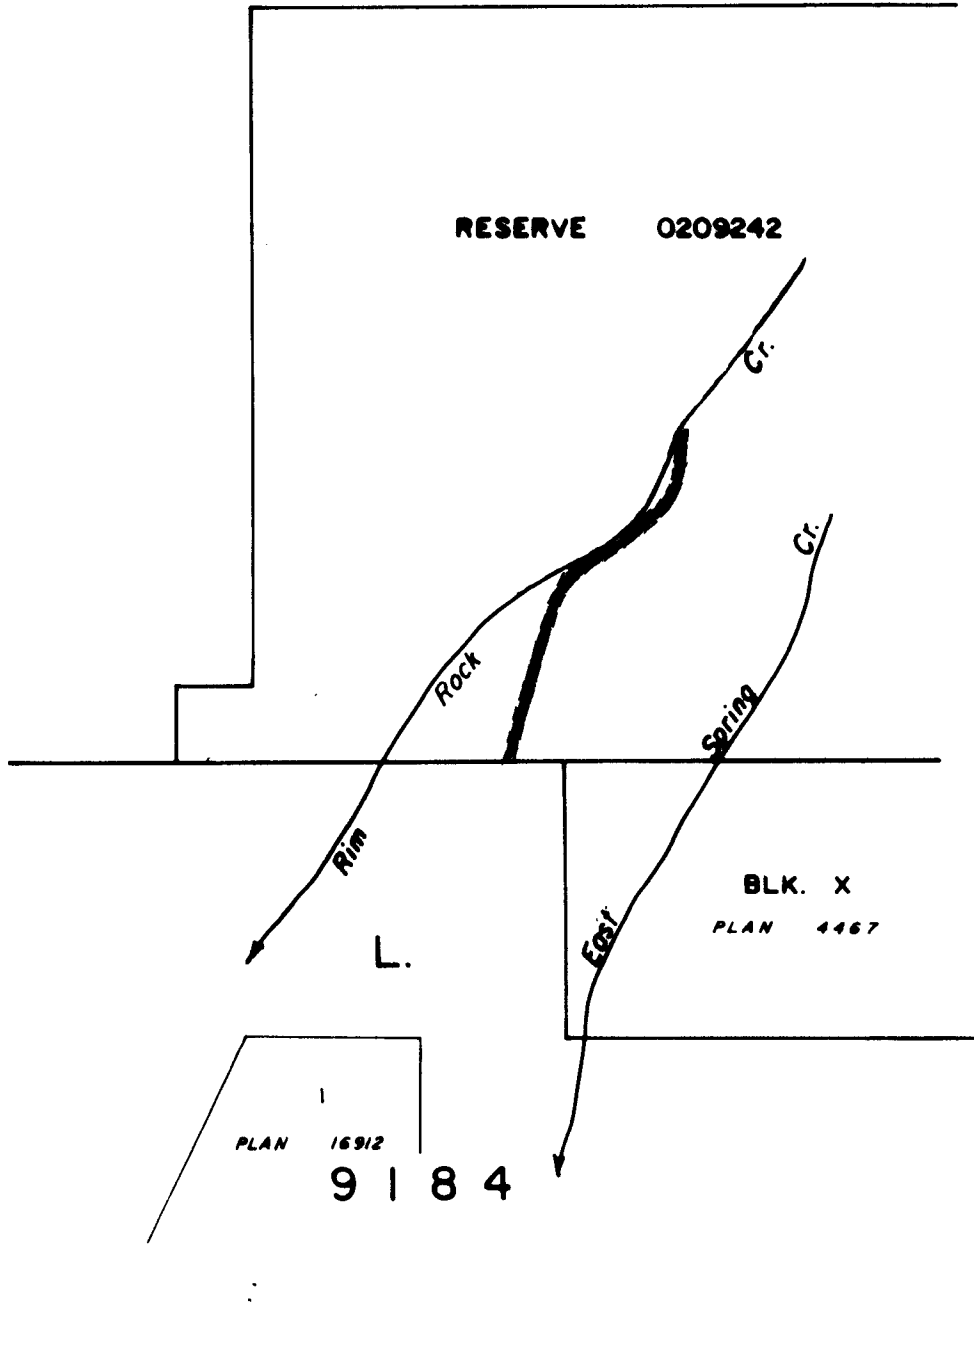 RESERVE 0209242
Cr.
Cr.
Rock
Spring
Rim
BLK. X
PLAN 4467
East
L.
1
PLAN 16912
9184